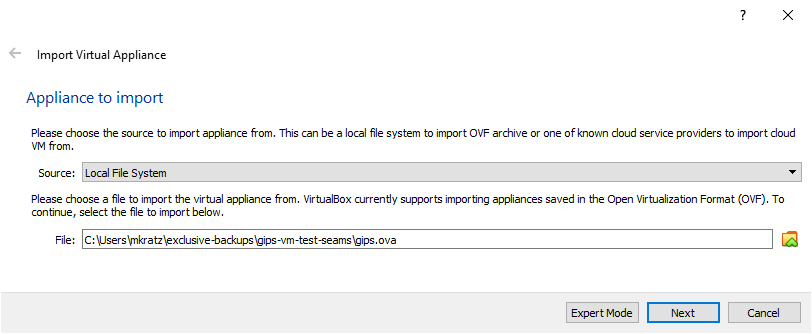 ?
Import Virtual Appliance
Appliance to import
Please choose the source to import appliance from. This can be a local file system to import OVF archive or one of known cloud service providers to import cloud
VM from.
Source: Local File System
Please choose a file to import the virtual appliance from. VirtualBox currently supports importing appliances saved in the Open Virtualization Format (OVF). To
continue, select the file to import below.
File: C:\Users\mkratz\exclusive-backups\gips-vm-test-seams\gips.ova
Expert Mode Next Cancel